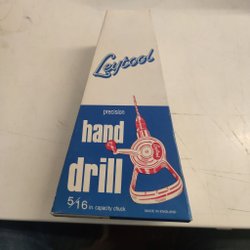 Leytool
precision
hand
drill
5/16 in capacity chuck.
MADE IN ENGLAND